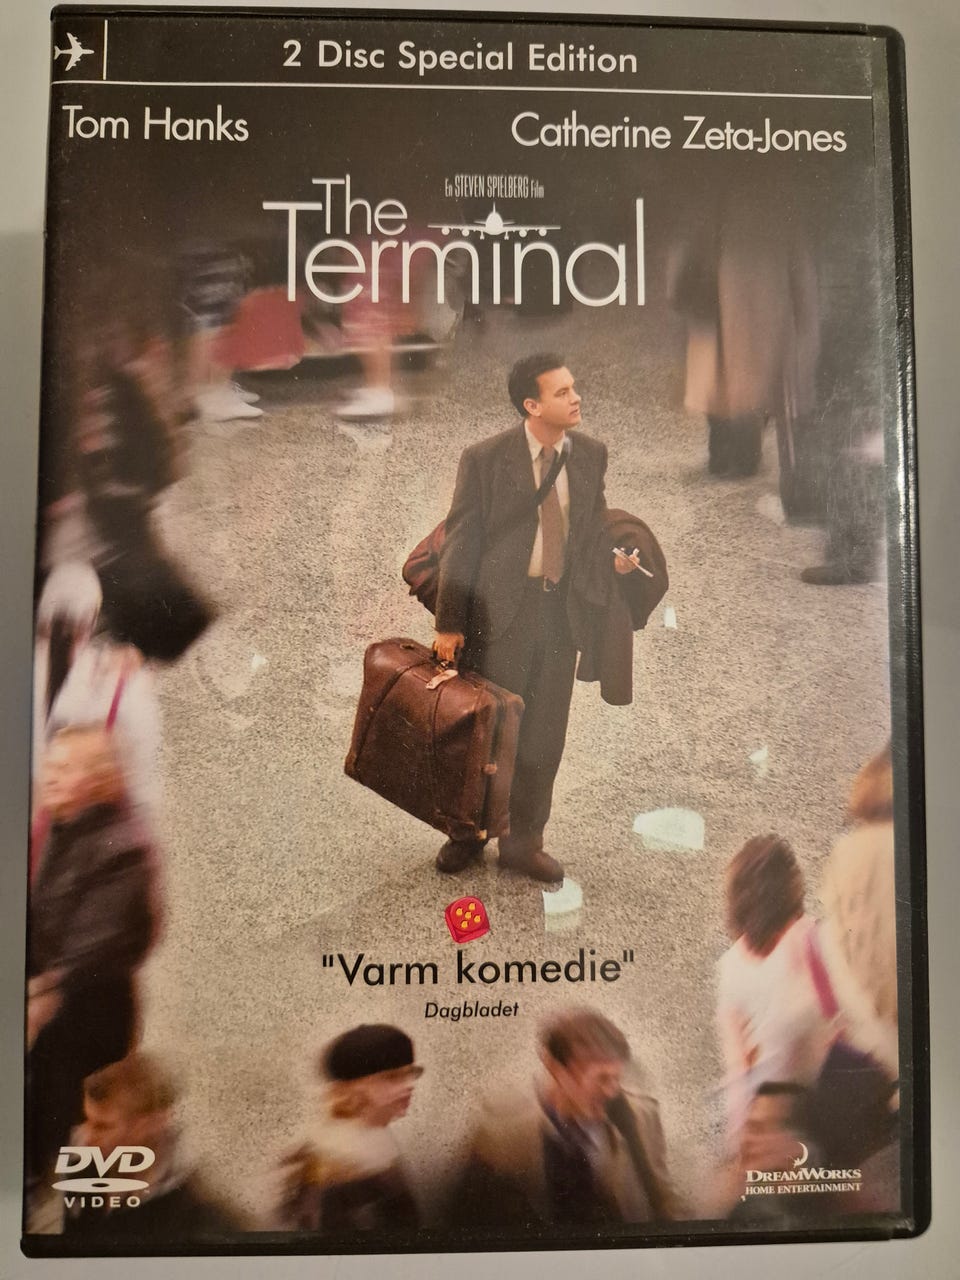 2 Disc Special Edition
Tom Hanks
Catherine Zeta-Jones
En STEVEN SPIELBERG Film
The
Terminal
"Varm komedie"
Dagbladet
DVD
VIDEO
DREAMWORKS
HOME ENTERTAINMENT